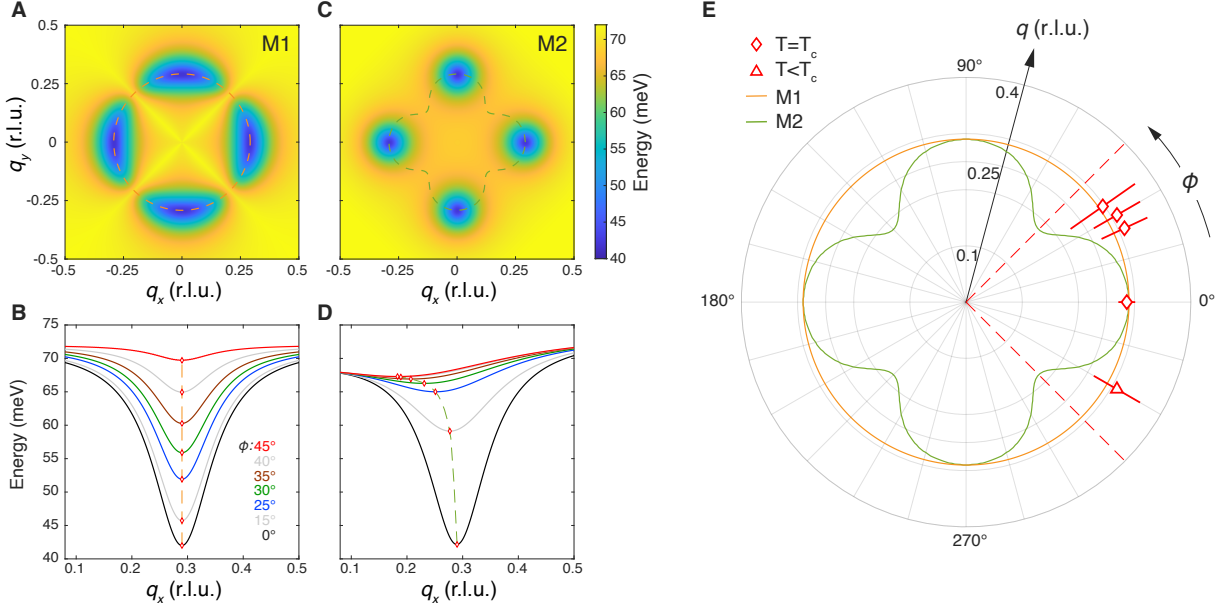 A
M1
0.5
0.25
0
-0.25
-0.5
q_y (r.l.u.)
-0.5
-0.25
0
0.25
0.5
q_x (r.l.u.)
C
M2
-0.5
-0.25
0
0.25
0.5
q_x (r.l.u.)
70
65
60
55
50
45
40
Energy (meV)
B
75
70
65
60
55
50
45
40
Energy (meV)
ϕ:45°
40°
35°
30°
25°
15°
0°
0.1
0.2
0.3
0.4
0.5
q_x (r.l.u.)
D
0.1
0.2
0.3
0.4
0.5
q_x (r.l.u.)
E
T=T_c
T<T_c
M1
M2
q (r.l.u.)
90°
0.4
0.25
0.1
ϕ
180°
0°
270°